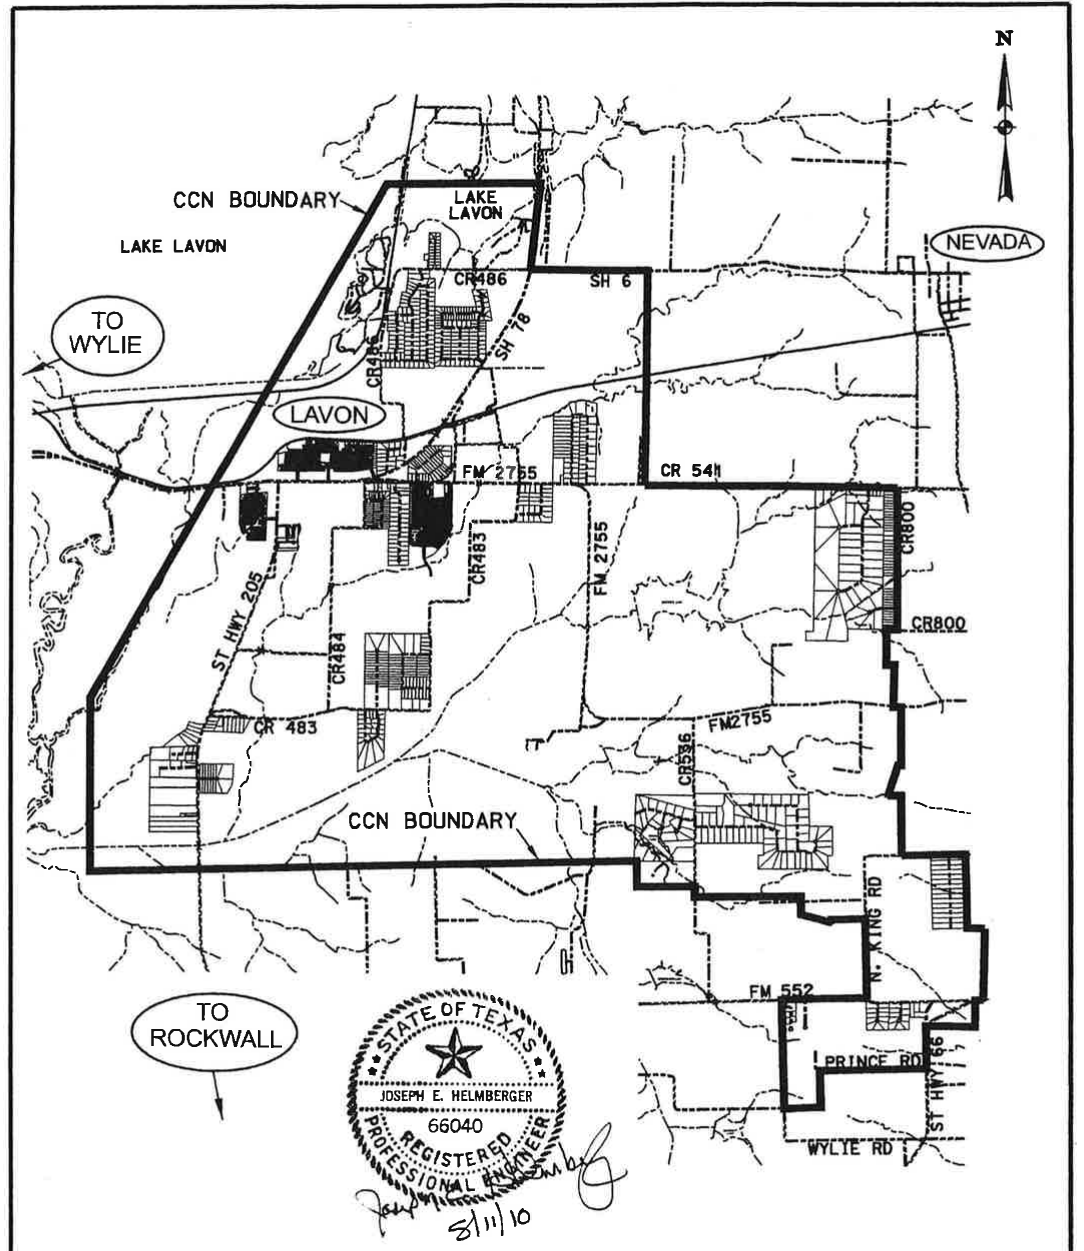 N
CCN BOUNDARY
LAKE
LAVON
LAKE LAVON
NEVADA
CR486
SH 6
TO
WYLIE
SH 78
CR486
LAVON
FM 2755
CR 541
CR800
CR483
FM 2755
ST HWY 205
CR800
CR484
CR 483
FM2755
CR536
CCN BOUNDARY
N. KING RD
FM 552
TO
ROCKWALL
PRINCE RD
ST HWY 66
WYLIE RD
STATE OF TEXAS
JOSEPH E. HELMBERGER
66040
REGISTERED
PROFESSIONAL ENGINEER
8/11/10